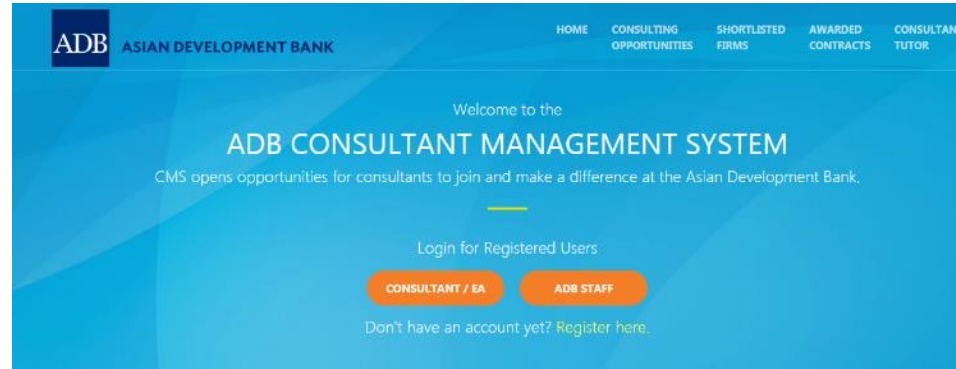 ADB ASIAN DEVELOPMENT BANK
HOME
CONSULTING
OPPORTUNITIES
SHORTLISTED
FIRMS
AWARDED
CONTRACTS
TUTOR
Welcome to the
ADB CONSULTANT MANAGEMENT SYSTEM
CMS opens opportunities for consultants to join and make a difference at the Asian Development Bank.
Login for Registered Users
CONSULTANT / EA
ADB STAFF
Don't have an account yet? Register here.